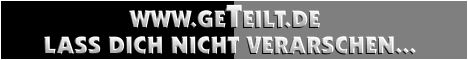 WWW.GETEILT.DE
LASS DICH NICHT VERARSCHEN...